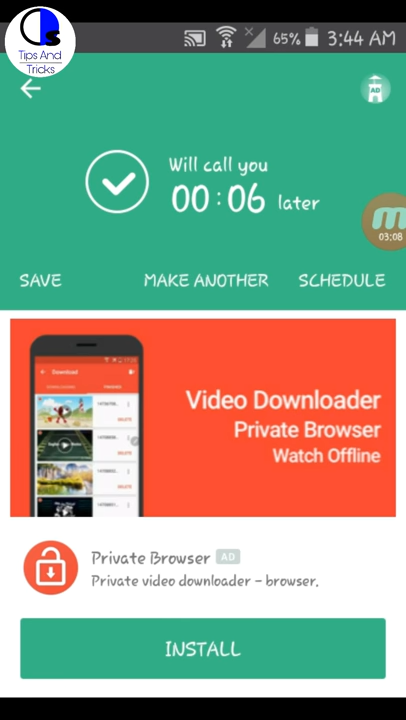 Tips And
Tricks
65% 3:44 AM
AD
Will call you
00:06 later
03:08
SAVE MAKE ANOTHER SCHEDULE
Download
Video Downloader
Private Browser
Watch Offline
Private Browser AD
Private video downloader - browser.
INSTALL